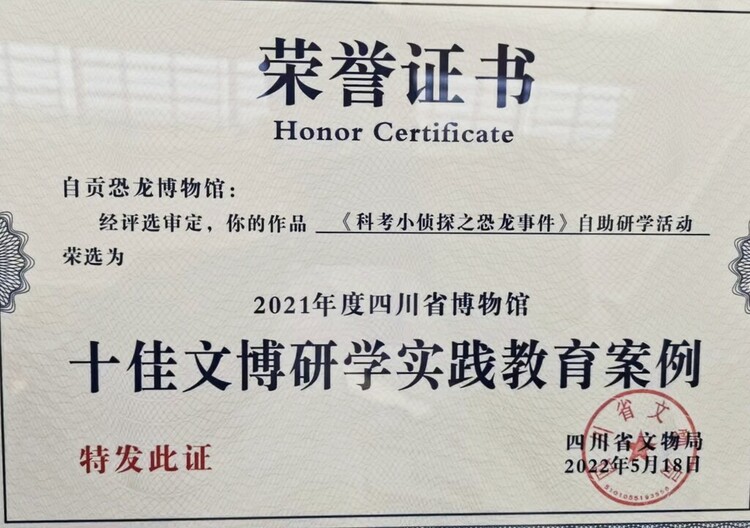 荣誉证书
Honor Certificate
自贡恐龙博物馆：
经评选审定，你的作品 《科考小侦探之恐龙事件》自助研学活动
荣选为
2021年度四川省博物馆
十佳文博研学实践教育案例
特发此证
四川省文物局
2022年5月18日